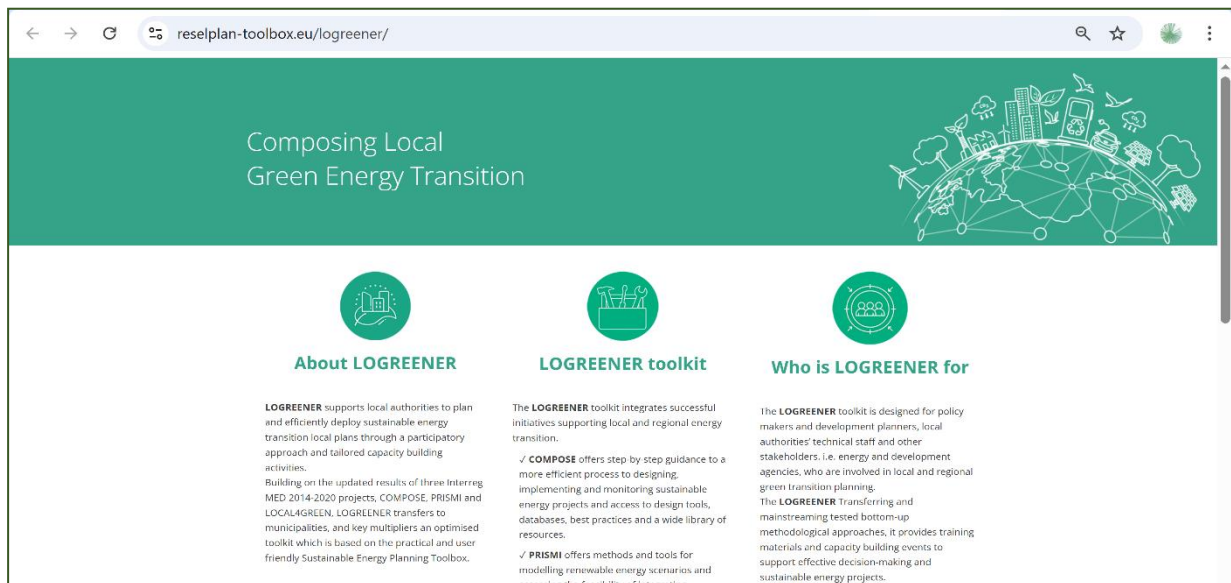 reselplan-toolbox.eu/logreener/
Composing Local
Green Energy Transition
About LOGREENER
LOGREENER supports local authorities to plan
and efficiently deploy sustainable energy
transition local plans through a participatory
approach and tailored capacity building
activities.
Building on the updated results of three Interreg
MED 2014-2020 projects, COMPOSE, PRISMI and
LOCAL4GREEN, LOGREENER transfers to
municipalities, and key multipliers an optimised
toolkit which is based on the practical and user
friendly Sustainable Energy Planning Toolbox.
LOGREENER toolkit
The LOGREENER toolkit integrates successful
initiatives supporting local and regional energy
transition.
✓ COMPOSE offers step-by-step guidance to a
more efficient process to designing,
implementing and monitoring sustainable
energy projects and access to design tools,
databases, best practices and a wide library of
resources.
✓ PRISMI offers methods and tools for
modelling renewable energy scenarios and
Who is LOGREENER for
The LOGREENER toolkit is designed for policy
makers and development planners, local
authorities' technical staff and other
stakeholders. i.e. energy and development
agencies, who are involved in local and regional
green transition planning.
The LOGREENER Transferring and
mainstreaming tested bottom-up
methodological approaches, it provides training
materials and capacity building events to
support effective decision-making and
sustainable energy projects.